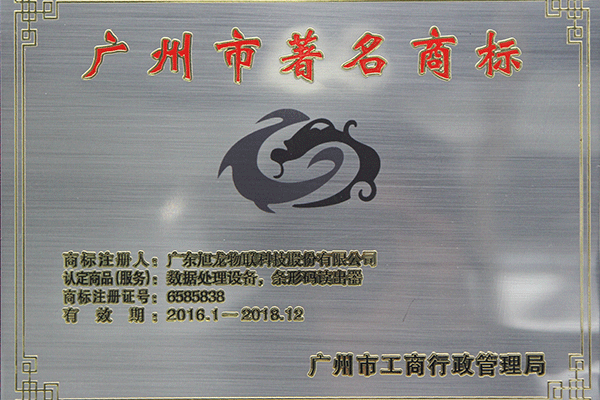 广州市著名商标
商标注册人：广东旭龙物联科技股份有限公司
认定商品(服务)：数据处理设备，条形码读出器
商标注册证号：6585838
有效期：2016.1—2018.12
广州市工商行政管理局